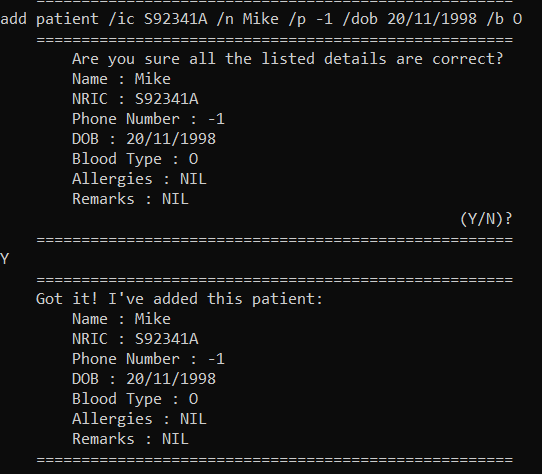 =====================================================
add patient /ic S92341A /n Mike /p -1 /dob 20/11/1998 /b O
=====================================================
Are you sure all the listed details are correct?
Name : Mike
NRIC : S92341A
Phone Number : -1
DOB : 20/11/1998
Blood Type : O
Allergies : NIL
Remarks : NIL
(Y/N)?
=====================================================
Y
=====================================================
Got it! I've added this patient:
Name : Mike
NRIC : S92341A
Phone Number : -1
DOB : 20/11/1998
Blood Type : O
Allergies : NIL
Remarks : NIL
=====================================================